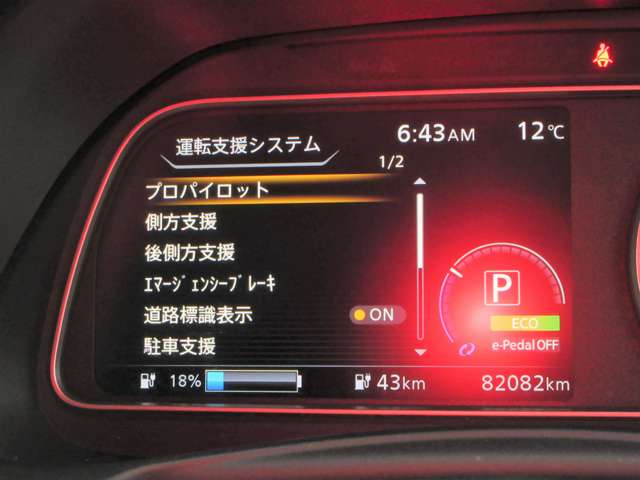 運転支援システム
6:43AM
12℃
1/2
プロパイロット
側方支援
後側方支援
ｴﾏｰｼﾞｪﾝｼｰﾌﾞﾚｰｷ
道路標識表示
ON
駐車支援
P
ECO
e-Pedal OFF
18%
43km
82082km